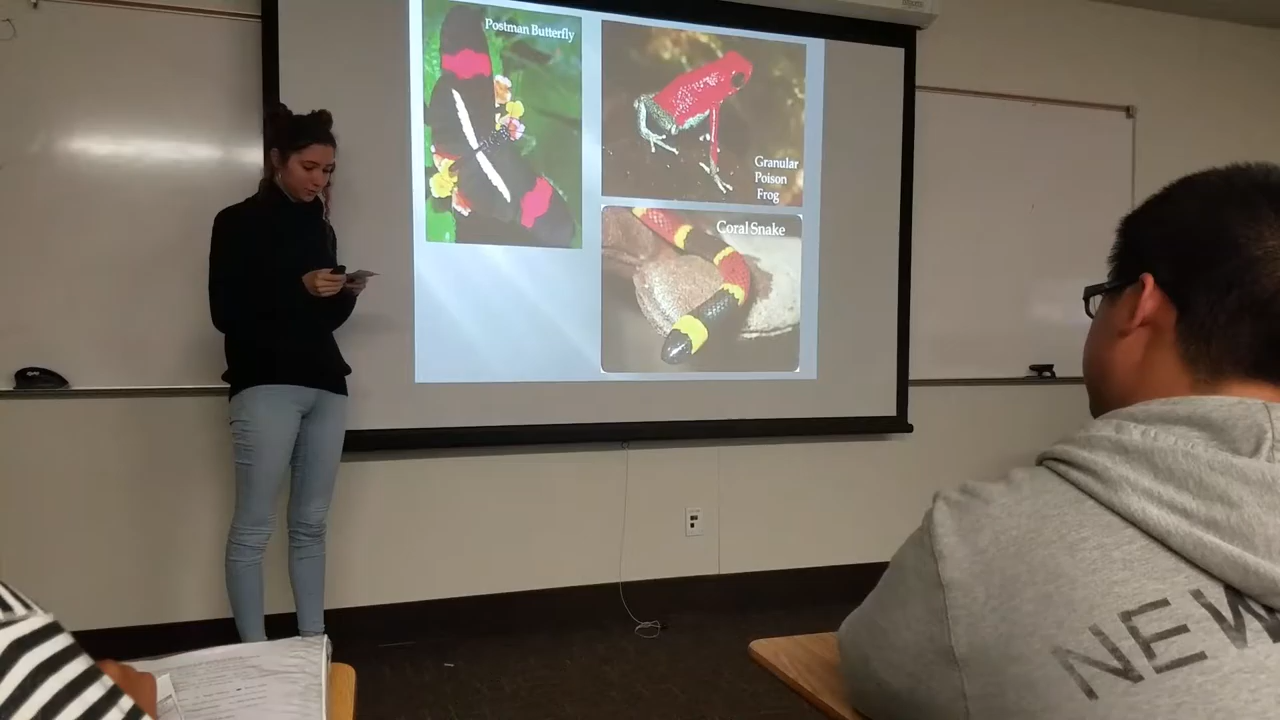 Postman Butterfly
Granular
Poison
Frog
Coral Snake
NEW